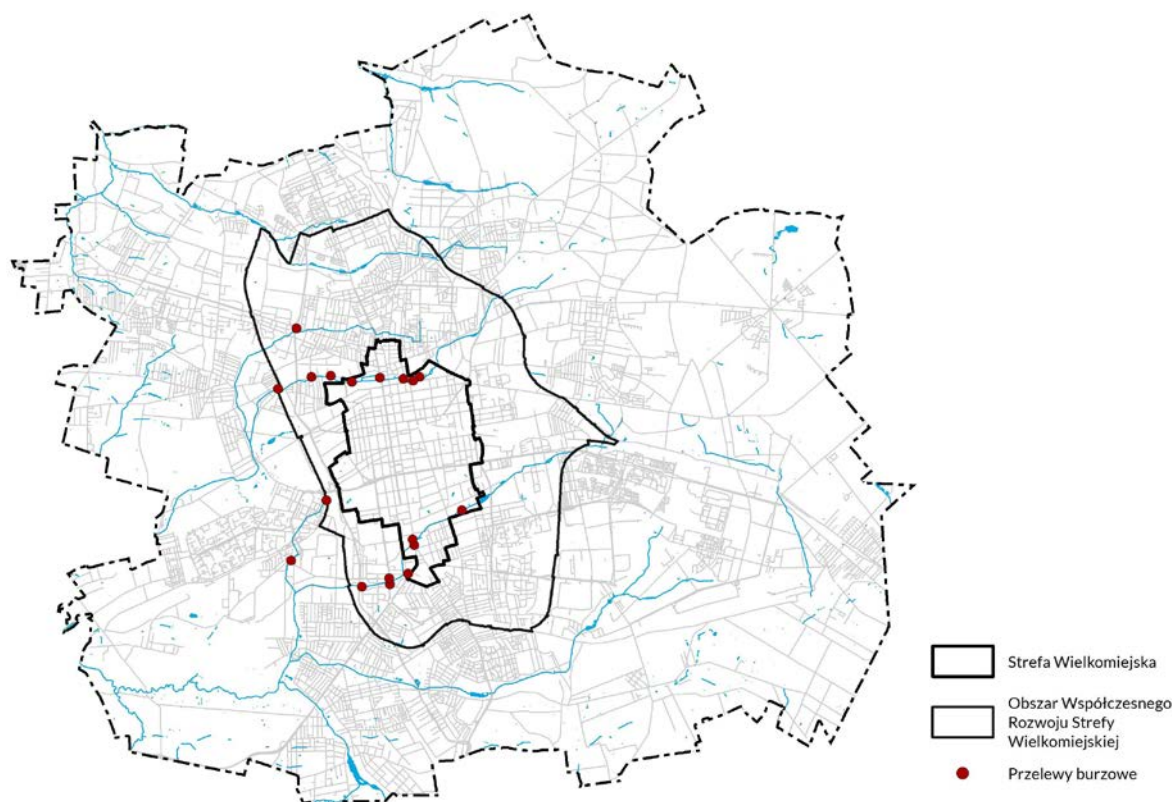 Strefa Wielkomiejska
Obszar Współczesnego
Rozwoju Strefy
Wielkomiejskiej
Przelewy burzowe